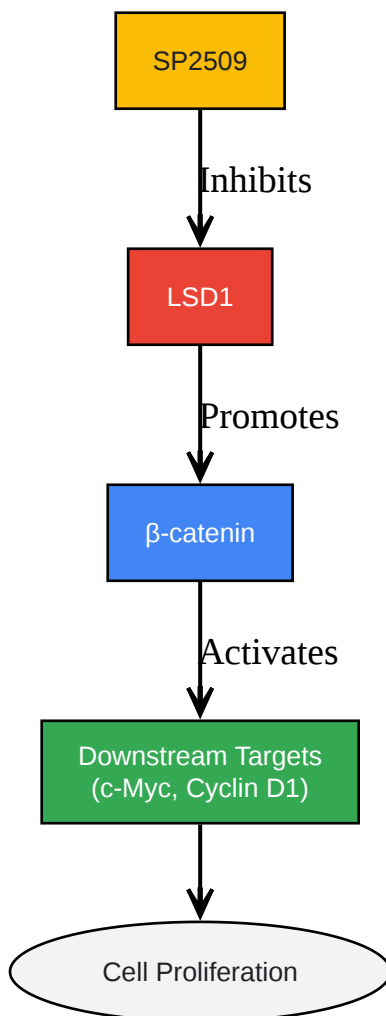 SP2509
Inhibits
LSD1
Promotes
β-catenin
Activates
Downstream Targets
(c-Myc, Cyclin D1)
Cell Proliferation